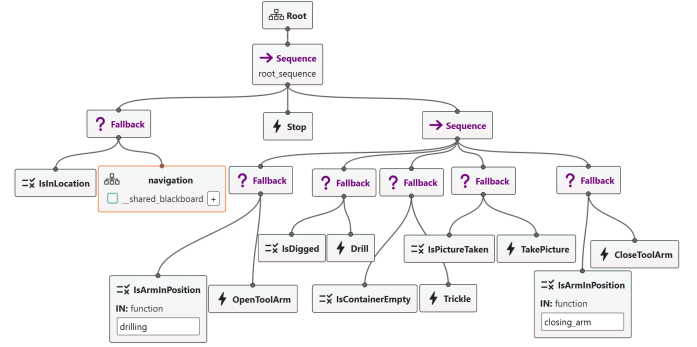 Root
Sequence
root_sequence
Fallback
Stop
Sequence
IsInLocation
navigation
__shared_blackboard +
Fallback
Fallback
Fallback
Fallback
Fallback
IsDigged
Drill
IsPictureTaken
TakePicture
CloseToolArm
IsArmInPosition
IN: function
drilling
OpenToolArm
IsContainerEmpty
Trickle
IsArmInPosition
IN: function
closing_arm